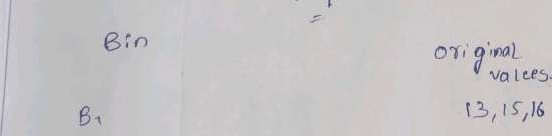 Bin original
values.
B1 13, 15, 16